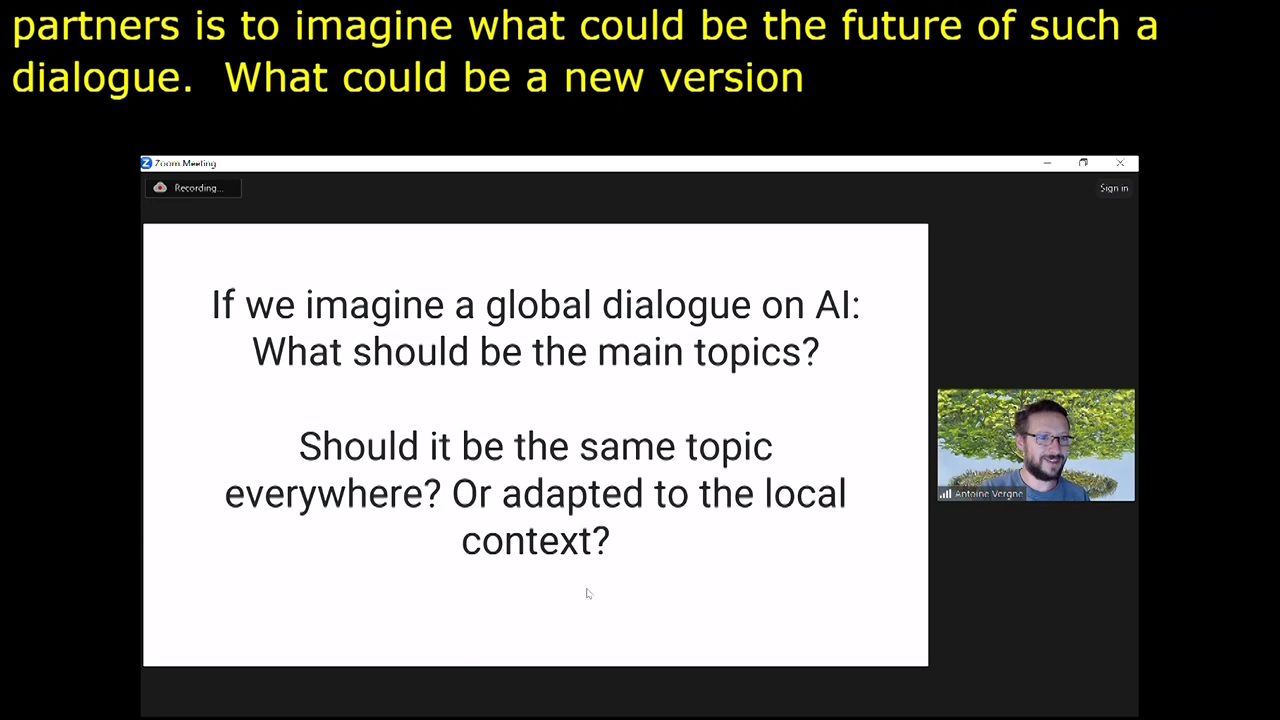 partners is to imagine what could be the future of such a
dialogue.  What could be a new version
Zoom Meeting
Recording...
Sign in
If we imagine a global dialogue on AI:
What should be the main topics?
Should it be the same topic
everywhere? Or adapted to the local
context?
Antoine Vergne